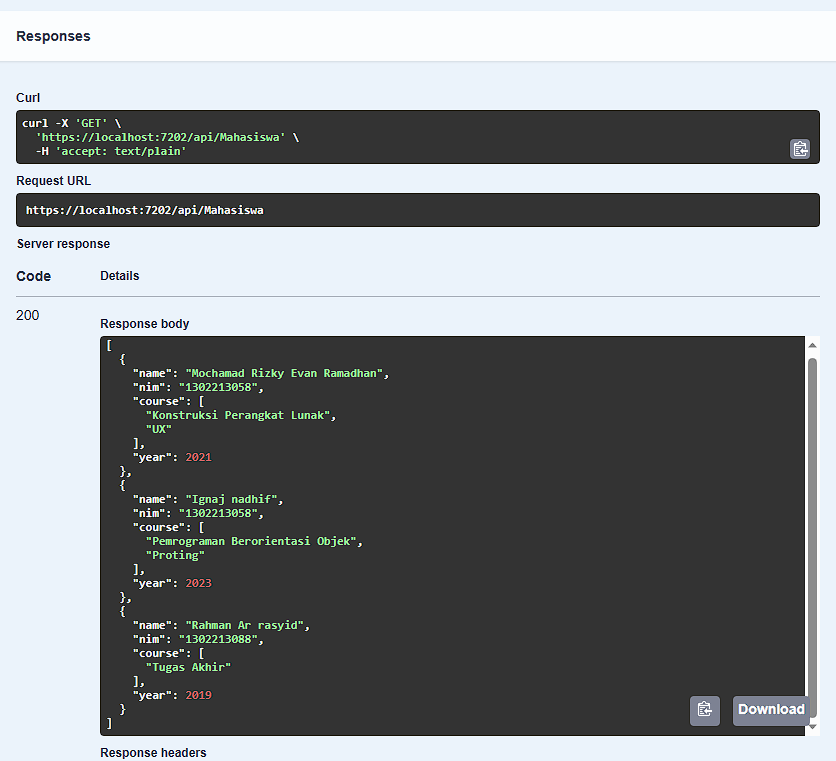 Responses
Curl
curl -X 'GET' \
  'https://localhost:7202/api/Mahasiswa' \
  -H 'accept: text/plain'
Request URL
https://localhost:7202/api/Mahasiswa
Server response
Code Details
200
Response body
[
  {
    "name": "Mochamad Rizky Evan Ramadhan",
    "nim": "1302213058",
    "course": [
      "Konstruksi Perangkat Lunak",
      "UX"
    ],
    "year": 2021
  },
  {
    "name": "Ignaj nadhif",
    "nim": "1302213058",
    "course": [
      "Pemrograman Berorientasi Objek",
      "Proting"
    ],
    "year": 2023
  },
  {
    "name": "Rahman Ar rasyid",
    "nim": "1302213088",
    "course": [
      "Tugas Akhir"
    ],
    "year": 2019
  }
]
Download
Response headers